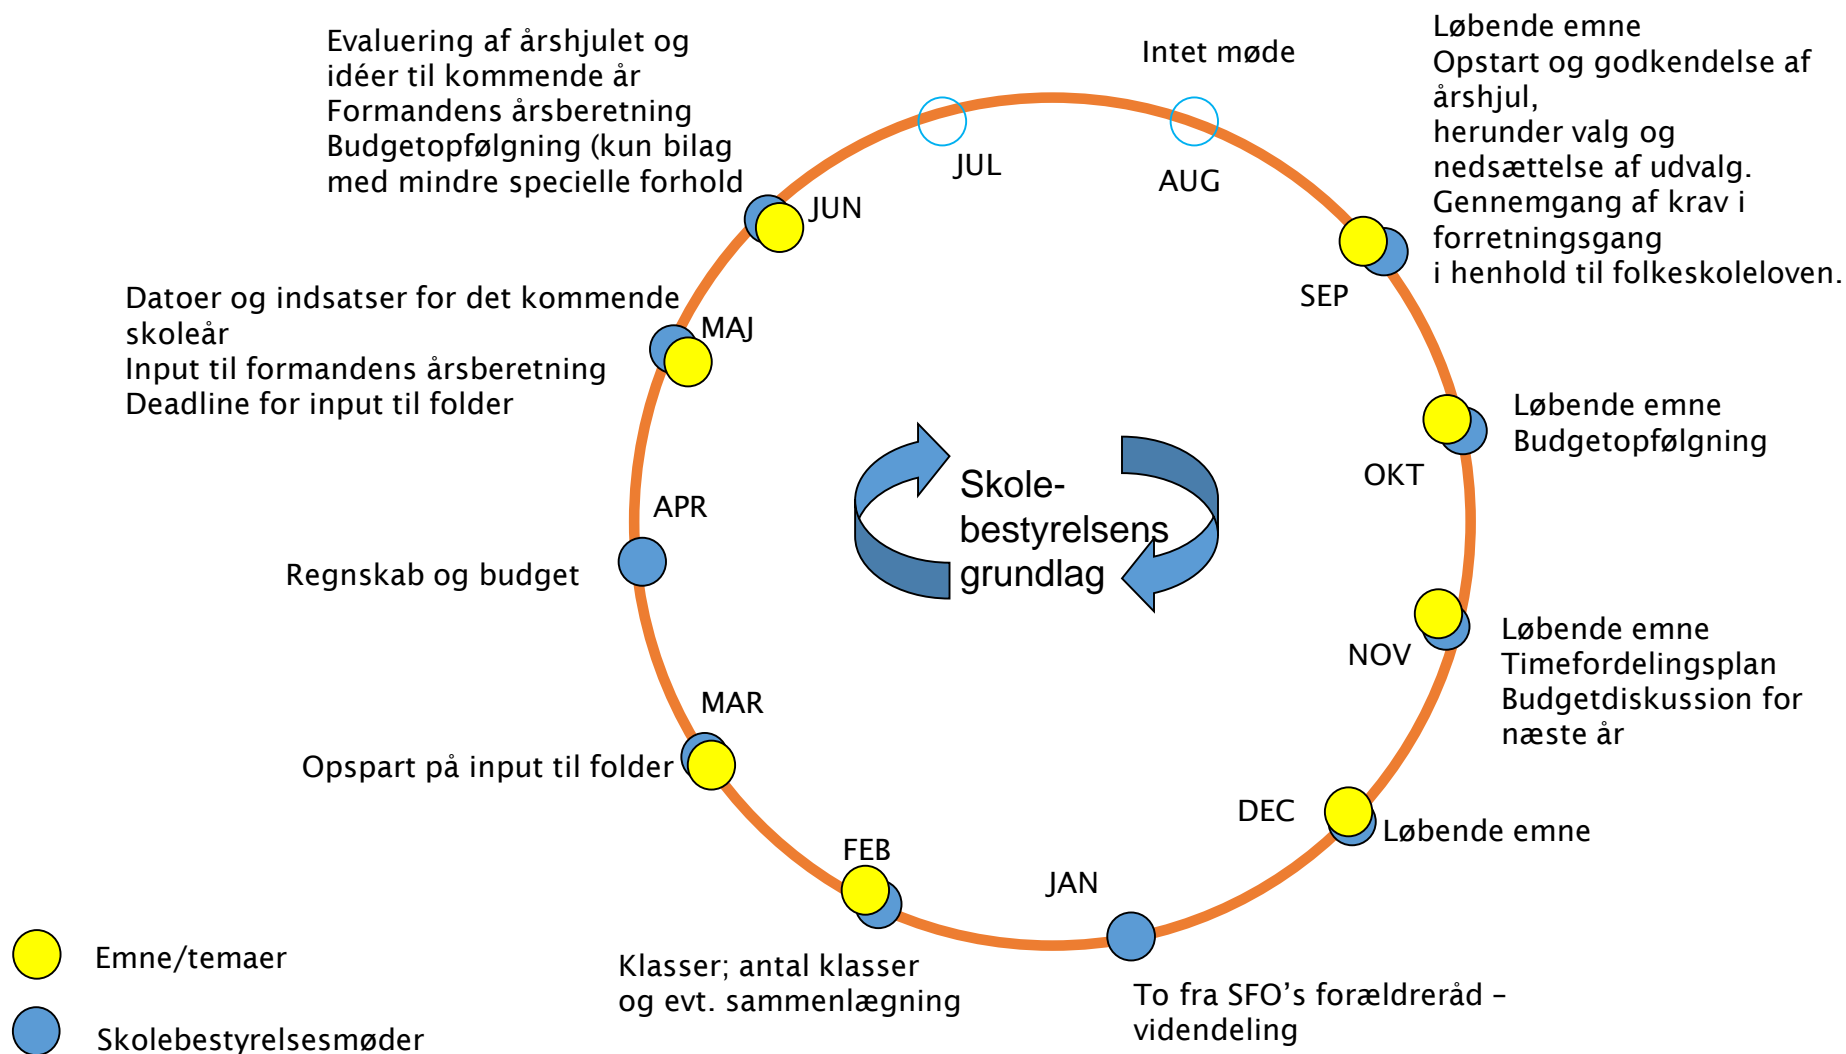 Evaluering af årshjulet og
idéer til kommende år
Formandens årsberetning
Budgetopfølgning (kun bilag
med mindre specielle forhold
Intet møde
Løbende emne
Opstart og godkendelse af
årshjul,
herunder valg og
nedsættelse af udvalg.
Gennemgang af krav i
forretningsgang
i henhold til folkeskoleloven.
JUL
AUG
JUN
SEP
Datoer og indsatser for det kommende
skoleår
Input til formandens årsberetning
Deadline for input til folder
MAJ
Løbende emne
Budgetopfølgning
OKT
Skole-
bestyrelsens
grundlag
APR
Regnskab og budget
NOV
Løbende emne
Timefordelingsplan
Budgetdiskussion for
næste år
MAR
Opspart på input til folder
DEC
Løbende emne
FEB
JAN
Klasser; antal klasser
og evt. sammenlægning
To fra SFO’s forældreråd –
videndeling
Emne/temaer
Skolebestyrelsesmøder